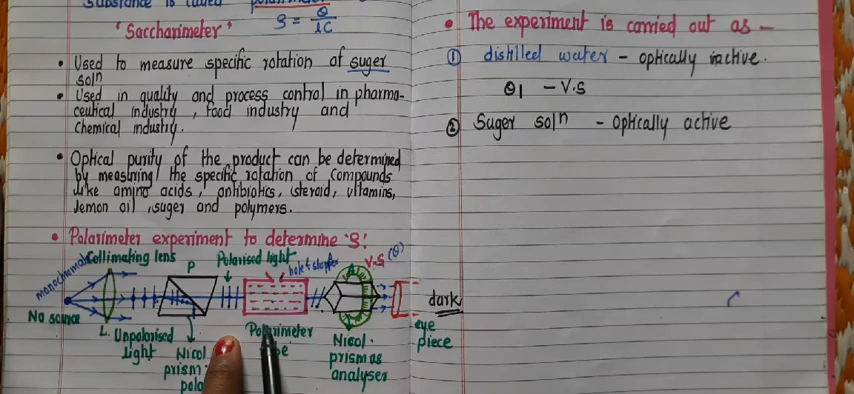 Substance is called
S = θ/lC
'Saccharimeter'
• Used to measure specific rotation of suger
solⁿ
• Used in quality and process control in pharma-
ceutical industry, food industry and
chemical industry.
• Optical purity of the product can be determined
by measuring the specific rotation of compounds
like amino acids, antibiotics, steroid, vitamins,
lemon oil, suger and polymers.
• Polarimeter experiment to determine 'S'!
Collimating lens
P
Polarised light
hole & stopper
V.S (θ)
Na source
L
Unpolarised
light
Nicol
prism
Polarimeter
Nicol
prism as
analyser
eye
piece
dark
• The experiment is carried out as –
① distilled water – optically inactive.
θ1 – V.S
② Suger solⁿ – optically active